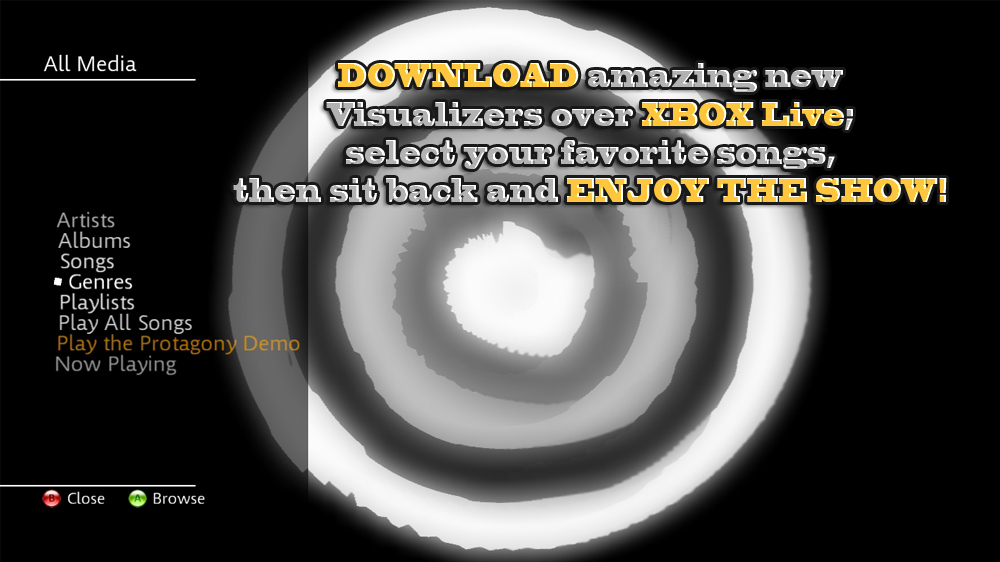 All Media
DOWNLOAD amazing new
Visualizers over XBOX Live;
select your favorite songs,
then sit back and ENJOY THE SHOW!
Artists
Albums
Songs
Genres
Playlists
Play All Songs
Play the Protagony Demo
Now Playing
B Close A Browse